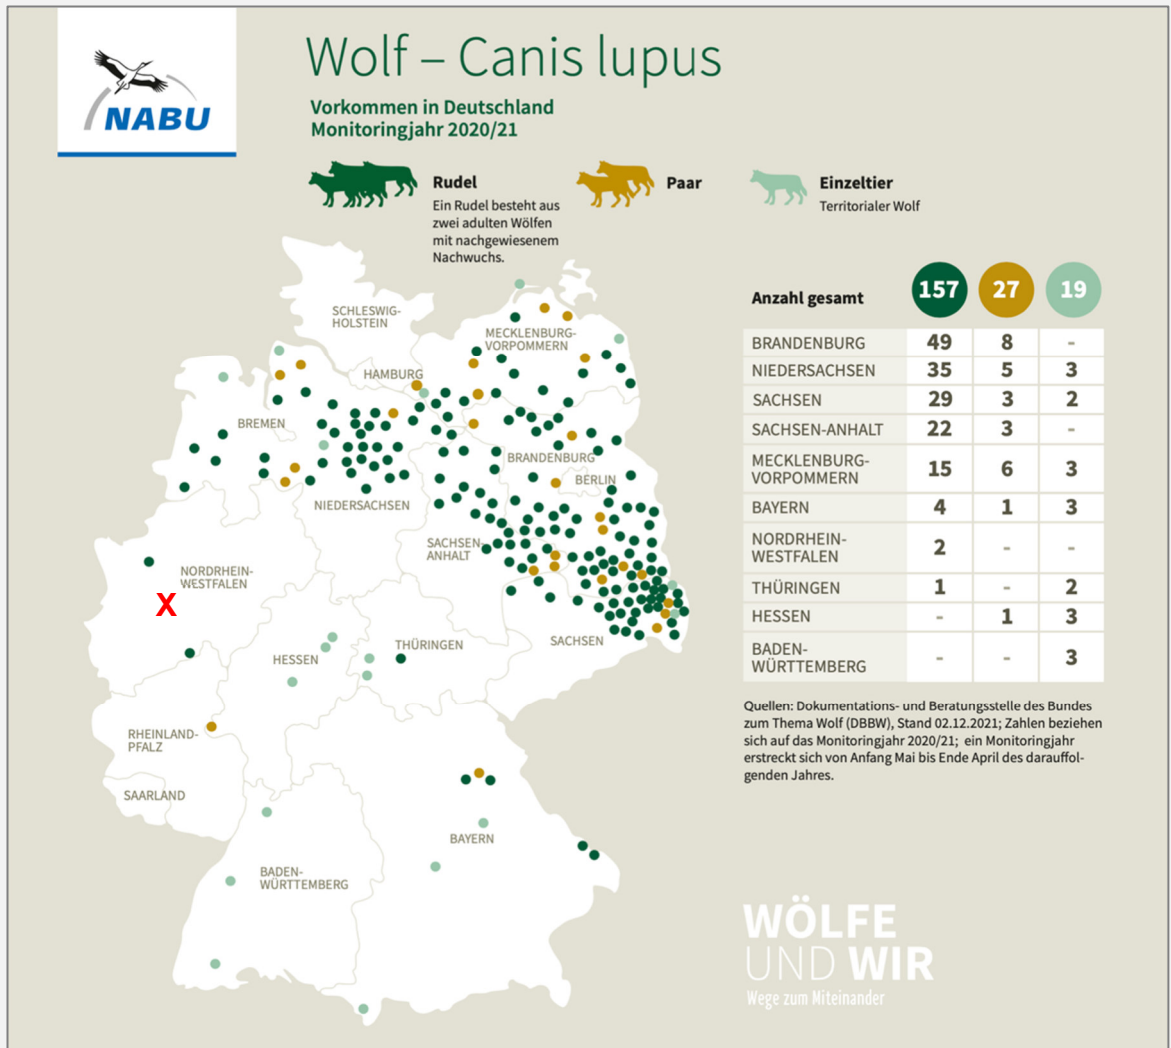 NABU
Wolf – Canis lupus
Vorkommen in Deutschland
Monitoringjahr 2020/21
Rudel
Ein Rudel besteht aus
zwei adulten Wölfen
mit nachgewiesenem
Nachwuchs.
Paar
Einzeltier
Territorialer Wolf
SCHLESWIG-
HOLSTEIN
MECKLENBURG-
VORPOMMERN
HAMBURG
BREMEN
BRANDENBURG
BERLIN
NIEDERSACHSEN
SACHSEN-
ANHALT
NORDRHEIN-
WESTFALEN
X
SACHSEN
THÜRINGEN
HESSEN
RHEINLAND-
PFALZ
SAARLAND
BAYERN
BADEN-
WÜRTTEMBERG
Anzahl gesamt 157 27 19
BRANDENBURG 49 8 -
NIEDERSACHSEN 35 5 3
SACHSEN 29 3 2
SACHSEN-ANHALT 22 3 -
MECKLENBURG-
VORPOMMERN 15 6 3
BAYERN 4 1 3
NORDRHEIN-
WESTFALEN 2 - -
THÜRINGEN 1 - 2
HESSEN - 1 3
BADEN-
WÜRTTEMBERG - - 3
Quellen: Dokumentations- und Beratungsstelle des Bundes
zum Thema Wolf (DBBW), Stand 02.12.2021; Zahlen beziehen
sich auf das Monitoringjahr 2020/21; ein Monitoringjahr
erstreckt sich von Anfang Mai bis Ende April des darauffol-
genden Jahres.
WÖLFE
UND WIR
Wege zum Miteinander